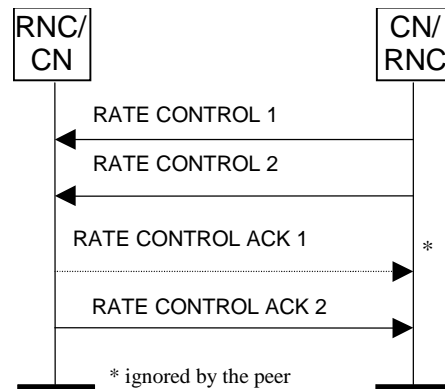 RNC/
CN
CN/
RNC
RATE CONTROL 1
RATE CONTROL 2
RATE CONTROL ACK 1
*
RATE CONTROL ACK 2
* ignored by the peer